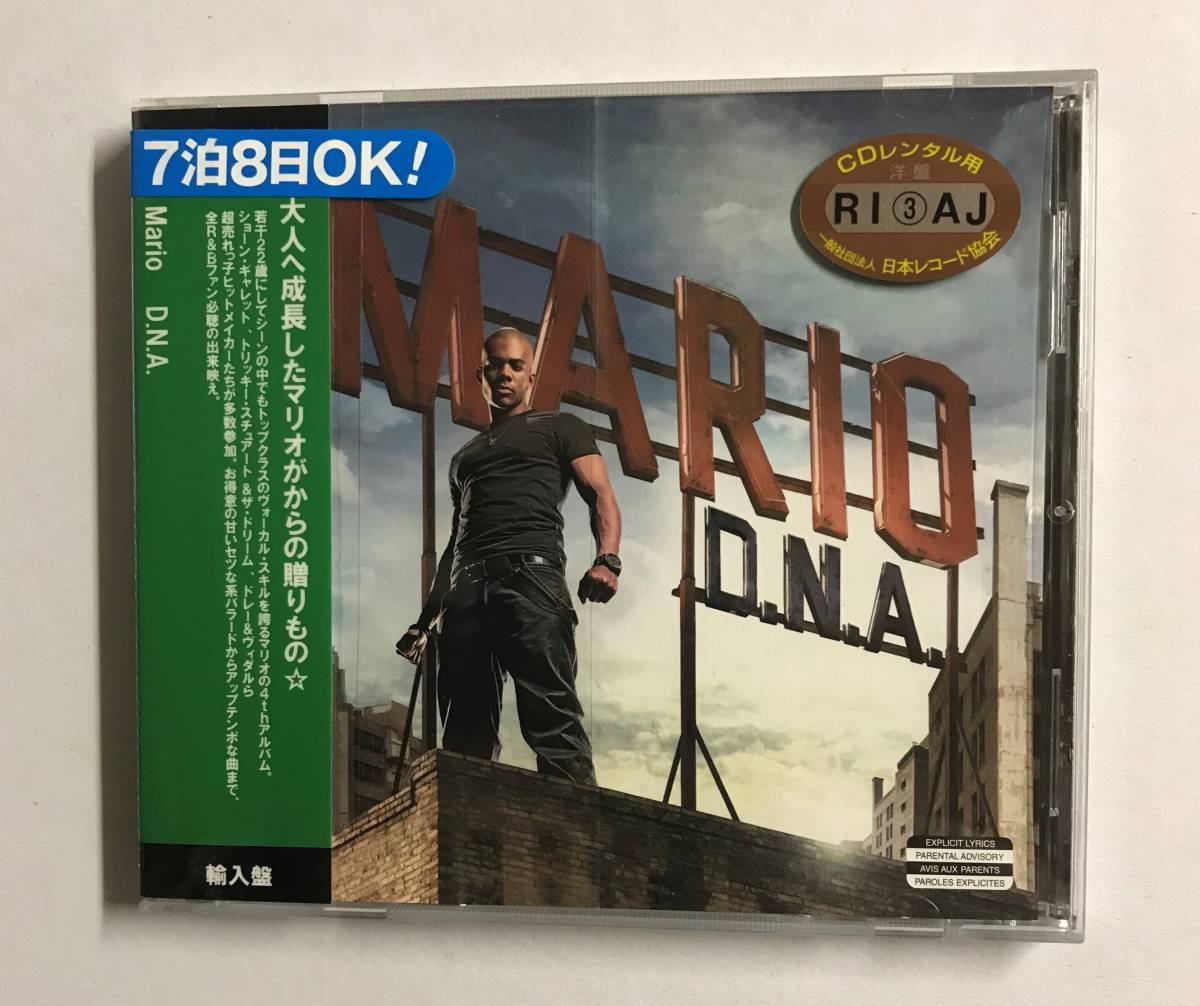 7泊8日OK!
大人へ成長したマリオがからの贈りもの☆
若干22歳にしてシーンの中でもトップクラスのヴォーカル・スキルを誇るマリオの4thアルバム。
ショーン・ギャレット、トリッキー・スチュアート&ザ・ドリーム、ドレー&ヴィダルら
超売れっ子ヒットメイカーたちが多数参加。お得意の甘いセツな系バラードからアップテンポな曲まで、
全R&Bファン必聴の出来映え。
Mario D.N.A.
輸入盤
CDレンタル用
洋盤
RI③AJ
一般社団法人 日本レコード協会
MARIO
D.N.A.
EXPLICIT LYRICS
PARENTAL ADVISORY
AVIS AUX PARENTS
PAROLES EXPLICITES